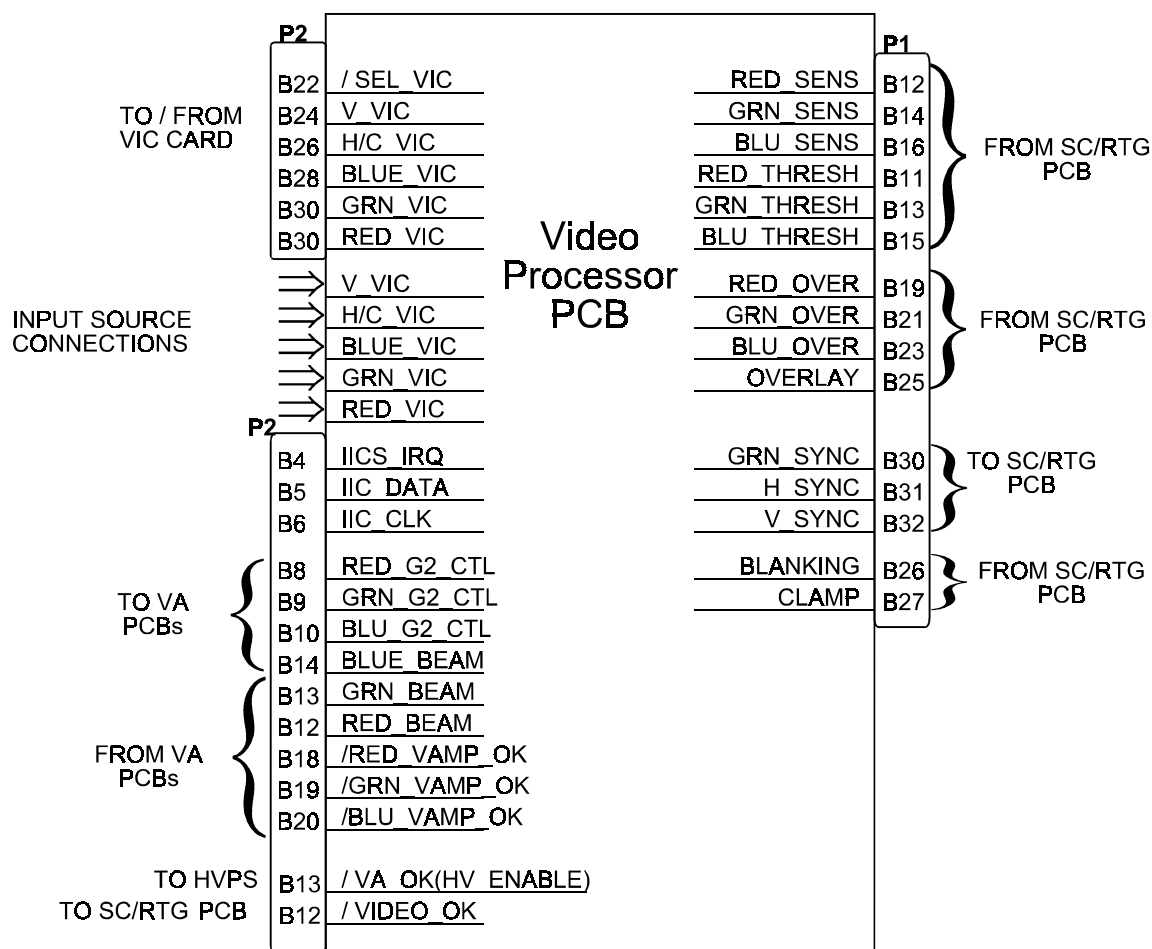 P2
B22 / SEL_VIC
B24 V_VIC
B26 H/C_VIC
B28 BLUE_VIC
B30 GRN_VIC
B30 RED_VIC
TO / FROM
VIC CARD
V_VIC
H/C_VIC
BLUE_VIC
GRN_VIC
RED_VIC
INPUT SOURCE
CONNECTIONS
P2
B4 IICS_IRQ
B5 IIC_DATA
B6 IIC_CLK
B8 RED_G2_CTL
B9 GRN_G2_CTL
B10 BLU_G2_CTL
B14 BLUE_BEAM
TO VA
PCBs
B13 GRN_BEAM
B12 RED_BEAM
B18 /RED_VAMP_OK
B19 /GRN_VAMP_OK
B20 /BLU_VAMP_OK
FROM VA
PCBs
TO HVPS B13 / VA_OK(HV_ENABLE)
TO SC/RTG PCB B12 / VIDEO_OK
Video
Processor
PCB
P1
RED_SENS B12
GRN_SENS B14
BLU_SENS B16
RED_THRESH B11
GRN_THRESH B13
BLU_THRESH B15
FROM SC/RTG
PCB
RED_OVER B19
GRN_OVER B21
BLU_OVER B23
OVERLAY B25
FROM SC/RTG
PCB
GRN_SYNC B30
H_SYNC B31
V_SYNC B32
TO SC/RTG
PCB
BLANKING B26
CLAMP B27
FROM SC/RTG
PCB